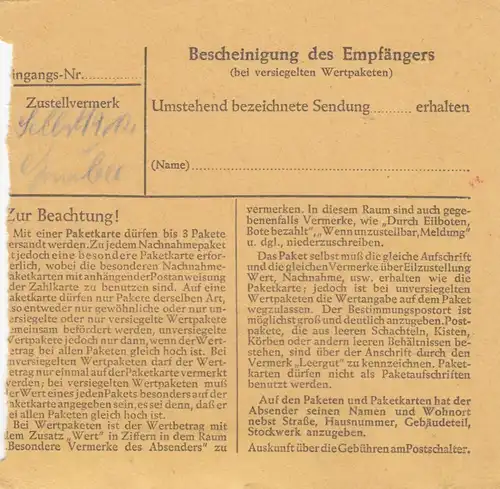 Bescheinigung des Empfängers
(bei versiegelten Wertpaketen)
ingangs-Nr.
Zustellvermerk
Umstehend bezeichnete Sendung erhalten
(Name)
Zur Beachtung!
Mit einer Paketkarte dürfen bis 3 Pakete
ersandt werden. Zu jedem Nachnahmepaket
t jedoch eine besondere Paketkarte erfor-
erlich, wobei die besonderen Nachnahme-
aketkarten mit anhängender Postanweisung
der Zahlkarte zu benutzen sind. Auf eine
aketkarte dürfen nur Pakete derselben Art,
so entweder nur gewöhnliche oder nur un-
ersiegelte oder nur versiegelte Wertpakete
emeinsam befördert werden, unversiegelte
Wertpakete jedoch nur dann, wenn der Wert-
etrag bei allen Paketen gleich hoch ist. Bei
nversiegelten Wertpaketen darf der Wert-
etrag nur einmal auf der Paketkarte vermerkt
werden; bei versiegelten Wertpaketen muß
er Wert eines jeden Pakets besonders auf der
aketkarte angegeben sein, es sei denn, daß er
ei allen Paketen gleich hoch ist.
Bei Wertpaketen ist der Wertbetrag mit
em Zusatz „Wert" in Ziffern in dem Raum
Besondere Vermerke des Absenders" zu
vermerken. In diesem Raum sind auch gege-
benenfalls Vermerke, wie „Durch Eilboten,
Bote bezahlt", „Wenn unzustellbar, Meldung"
u. dgl., niederzuschreiben.
Das Paket selbst muß die gleiche Aufschrift
und die gleichen Vermerke über Eilzustellung
Wert, Nachnahme, usw. erhalten wie die
Paketkarte; jedoch ist bei unversiegelten
Wertpaketen die Wertangabe auf dem Paket
wegzulassen. Der Bestimmungspostort ist
möglichst groß und deutlich anzugeben. Post-
pakete, die aus leeren Schachteln, Kisten,
Körben oder andern leeren Behältnissen be-
stehen, sind über der Anschrift durch den
Vermerk „Leergut" zu kennzeichnen. Paket-
karten dürfen nicht als Paketaufschriften
benutzt werden.
Auf den Paketen und Paketkarten hat der
Absender seinen Namen und Wohnort
nebst Straße, Hausnummer, Gebäudeteil,
Stockwerk anzugeben.
Auskunft über die Gebühren am Postschalter.